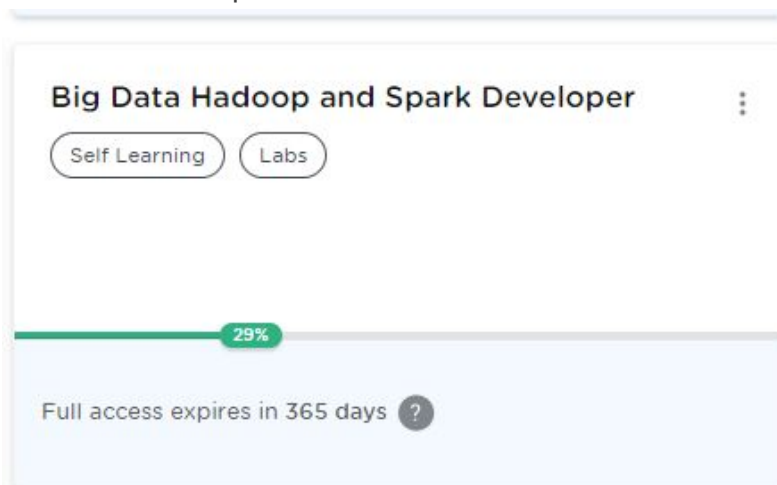 Big Data Hadoop and Spark Developer
Self Learning Labs
29%
Full access expires in 365 days ?